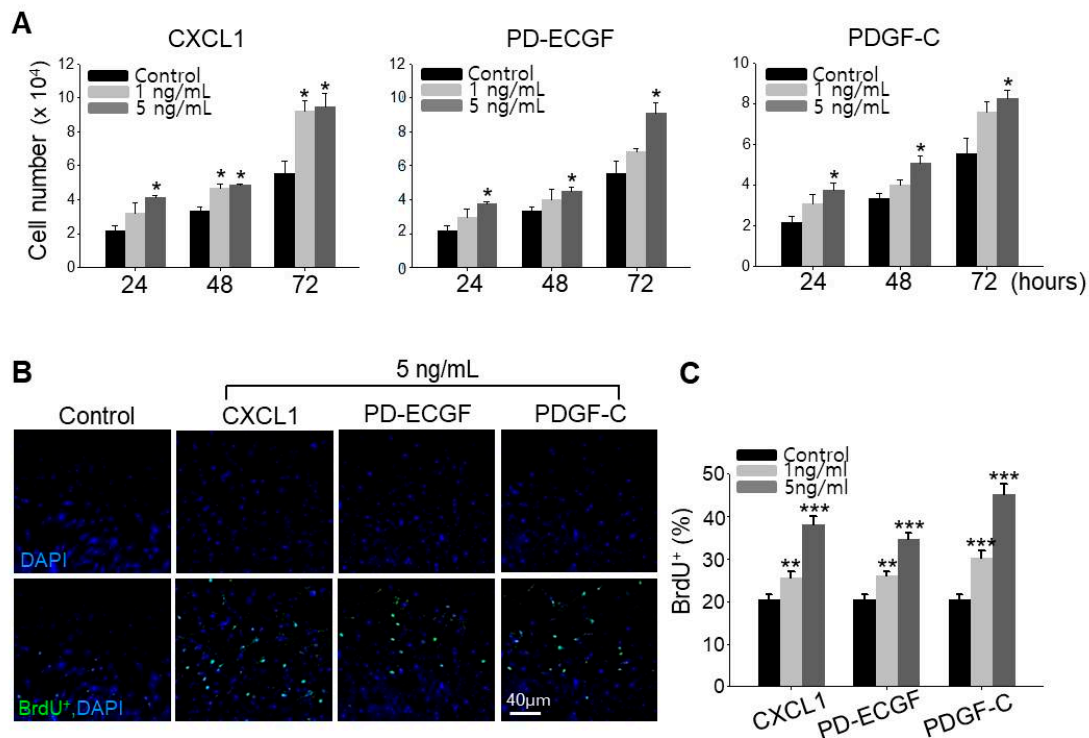 A
CXCL1
PD-ECGF
PDGF-C
Cell number (x 10⁴)
12
10
8
6
4
2
0
Control
1 ng/mL
5 ng/mL
*
* *
* *
24 48 72
12
10
8
6
4
2
0
Control
1 ng/mL
5 ng/mL
*
*
*
24 48 72
10
8
6
4
2
0
Control
1 ng/mL
5 ng/mL
*
*
*
24 48 72 (hours)
B
5 ng/mL
Control CXCL1 PD-ECGF PDGF-C
DAPI
BrdU⁺,DAPI
40μm
C
Control
1ng/ml
5ng/ml
BrdU⁺ (%)
50
40
30
20
10
0
** ***
** ***
*** ***
CXCL1
PD-ECGF
PDGF-C